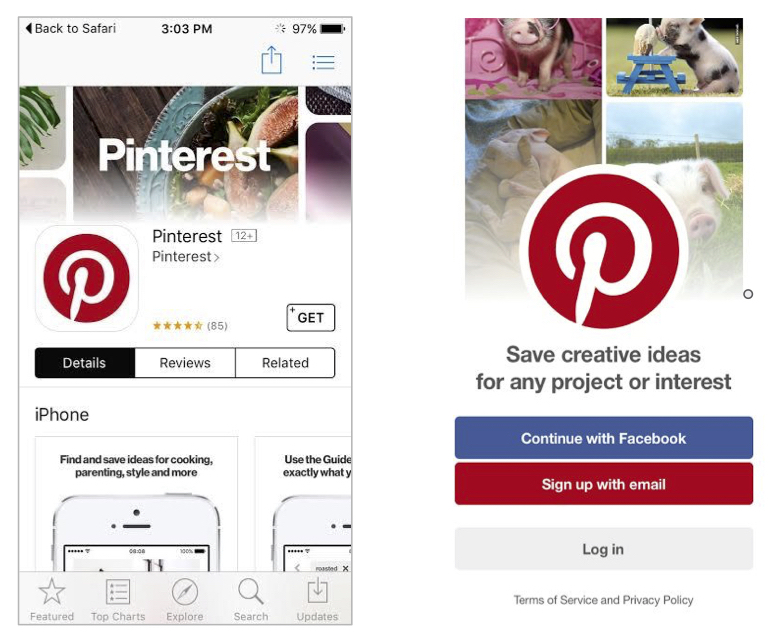 Back to Safari 3:03 PM 97%
Pinterest
Pinterest 12+
Pinterest >
(85)
+ GET
Details Reviews Related
iPhone
Find and save ideas for cooking,
parenting, style and more
Use the Guide
exactly what y
08:08 100%
roasted X
Featured Top Charts Explore Search Updates
Save creative ideas
for any project or interest
Continue with Facebook
Sign up with email
Log in
Terms of Service and Privacy Policy